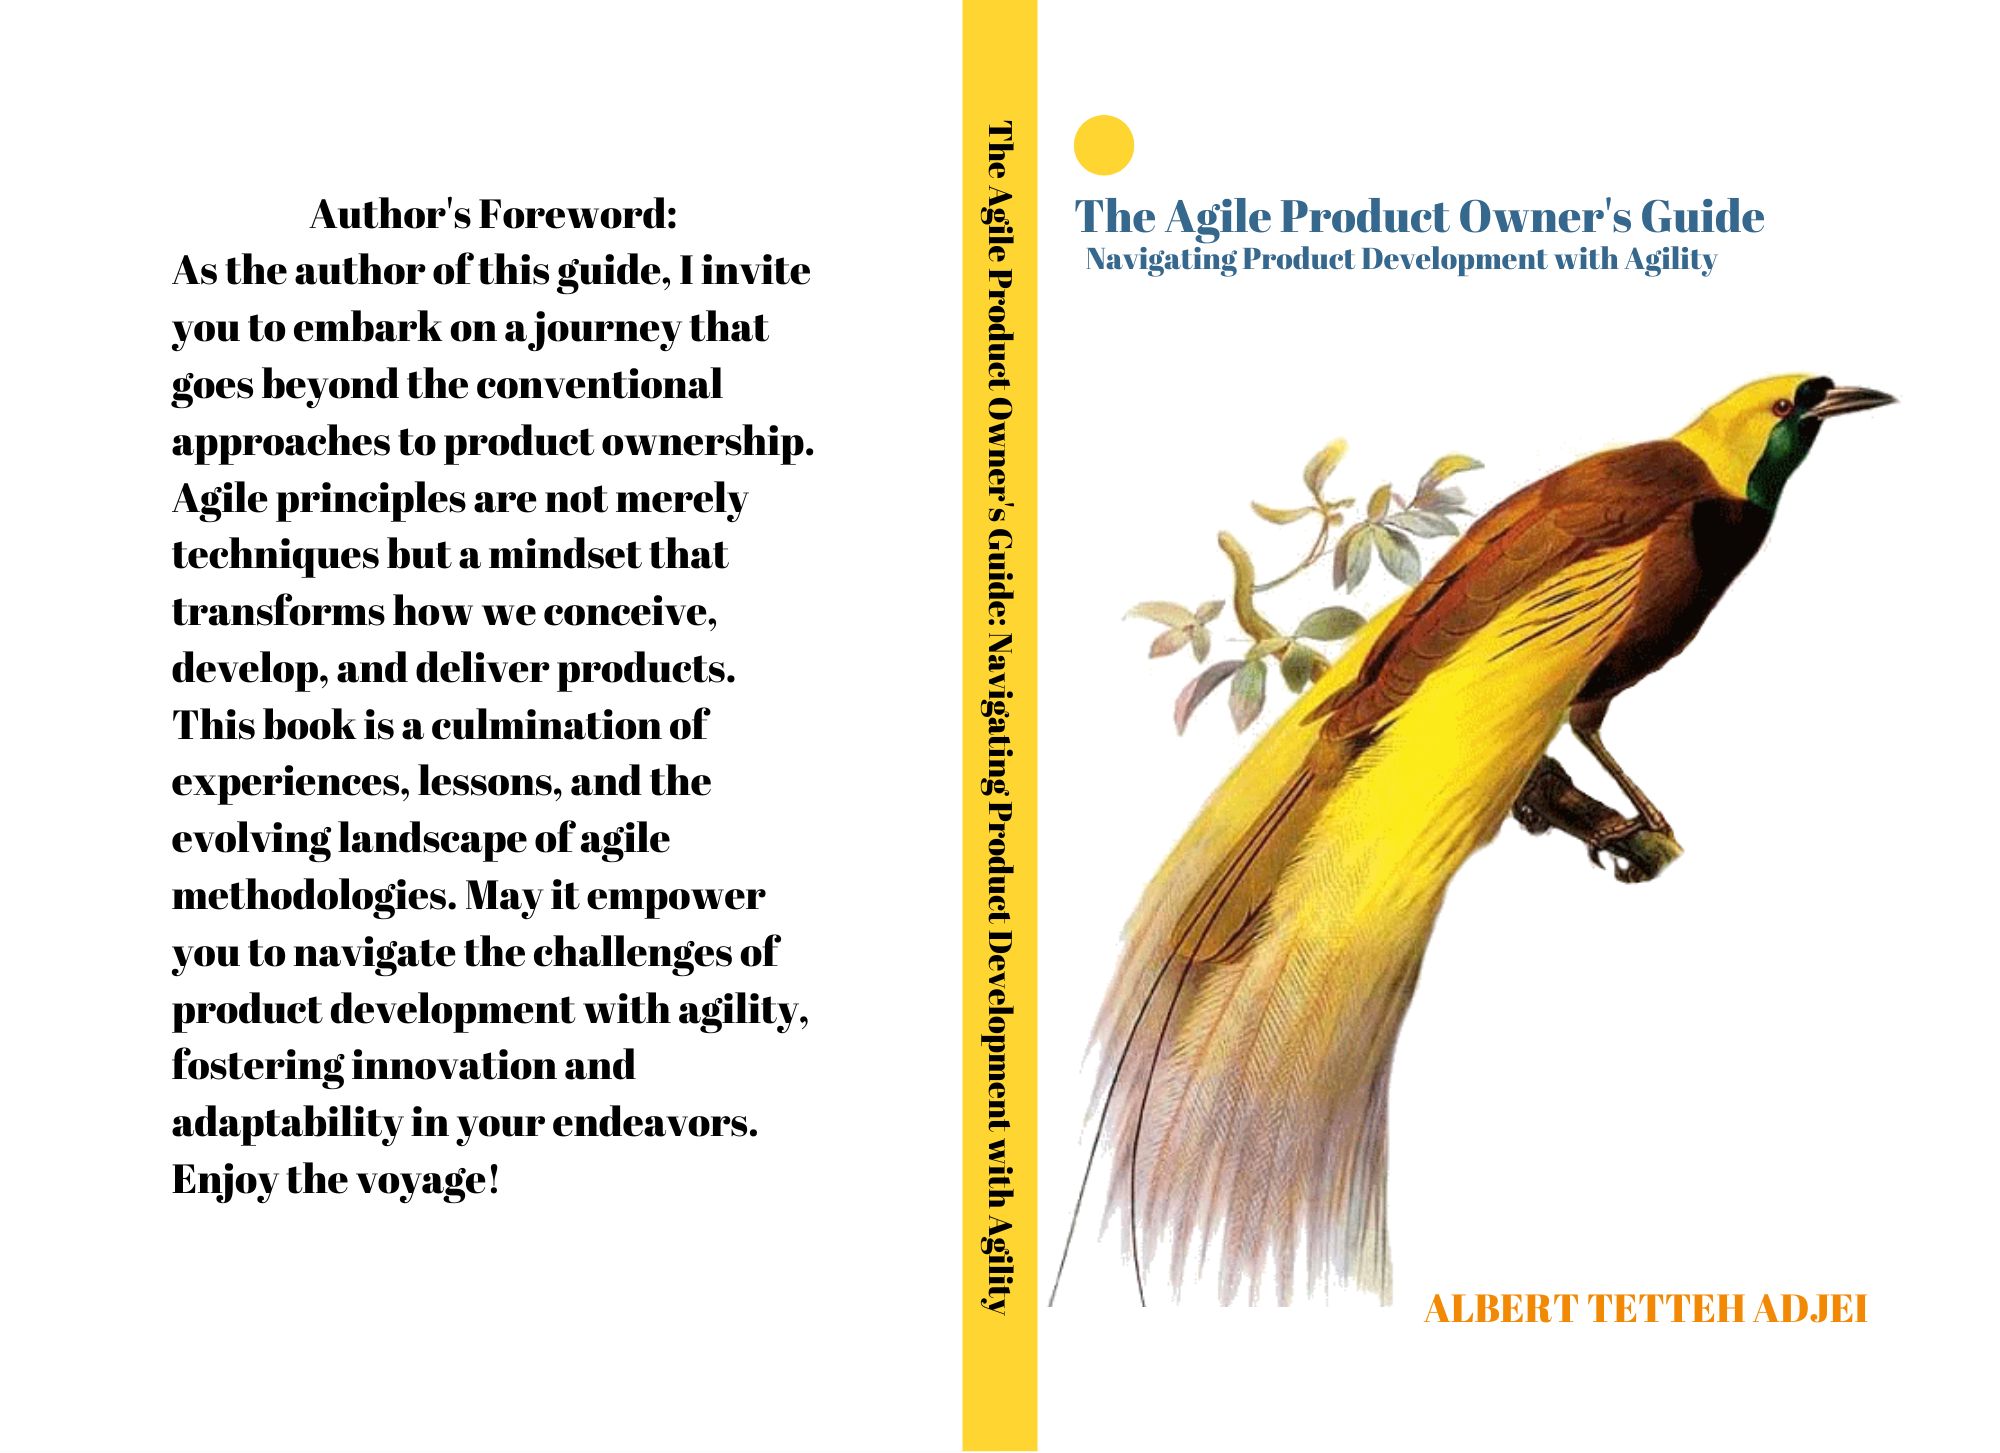 Author's Foreword:
As the author of this guide, I invite
you to embark on a journey that
goes beyond the conventional
approaches to product ownership.
Agile principles are not merely
techniques but a mindset that
transforms how we conceive,
develop, and deliver products.
This book is a culmination of
experiences, lessons, and the
evolving landscape of agile
methodologies. May it empower
you to navigate the challenges of
product development with agility,
fostering innovation and
adaptability in your endeavors.
Enjoy the voyage!
The Agile Product Owner's Guide: Navigating Product Development with Agility
The Agile Product Owner's Guide
Navigating Product Development with Agility
ALBERT TETTEH ADJEI